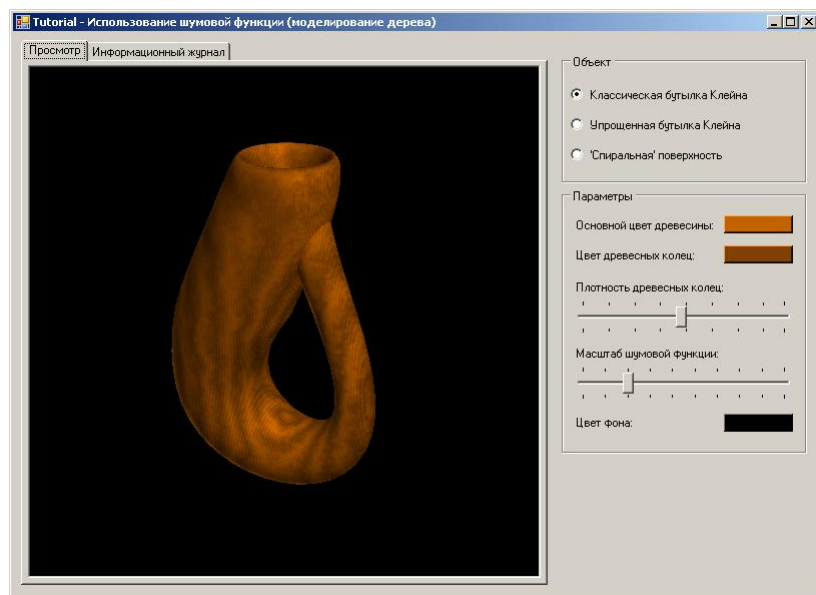 Tutorial - Использование шумовой функции (моделирование дерева)
Просмотр
Информационный журнал
Объект
Классическая бутылка Клейна
Упрощенная бутылка Клейна
'Спиральная' поверхность
Параметры
Основной цвет древесины:
Цвет древесных колец:
Плотность древесных колец:
Масштаб шумовой функции:
Цвет фона: